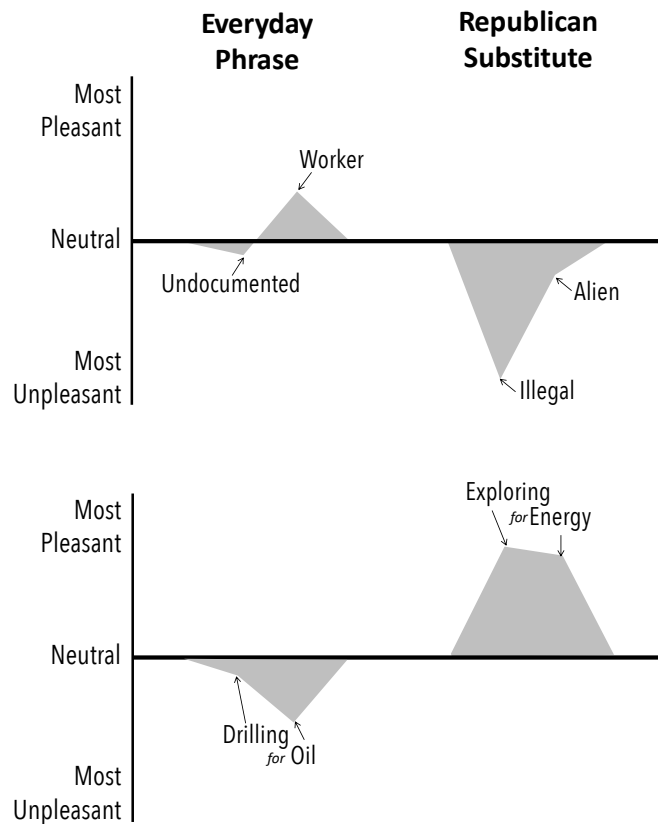 Everyday
Phrase
Republican
Substitute
Most
Pleasant
Worker
Neutral
Undocumented
Alien
Most
Unpleasant
Illegal
Exploring
for Energy
Most
Pleasant
Neutral
Drilling
for Oil
Most
Unpleasant